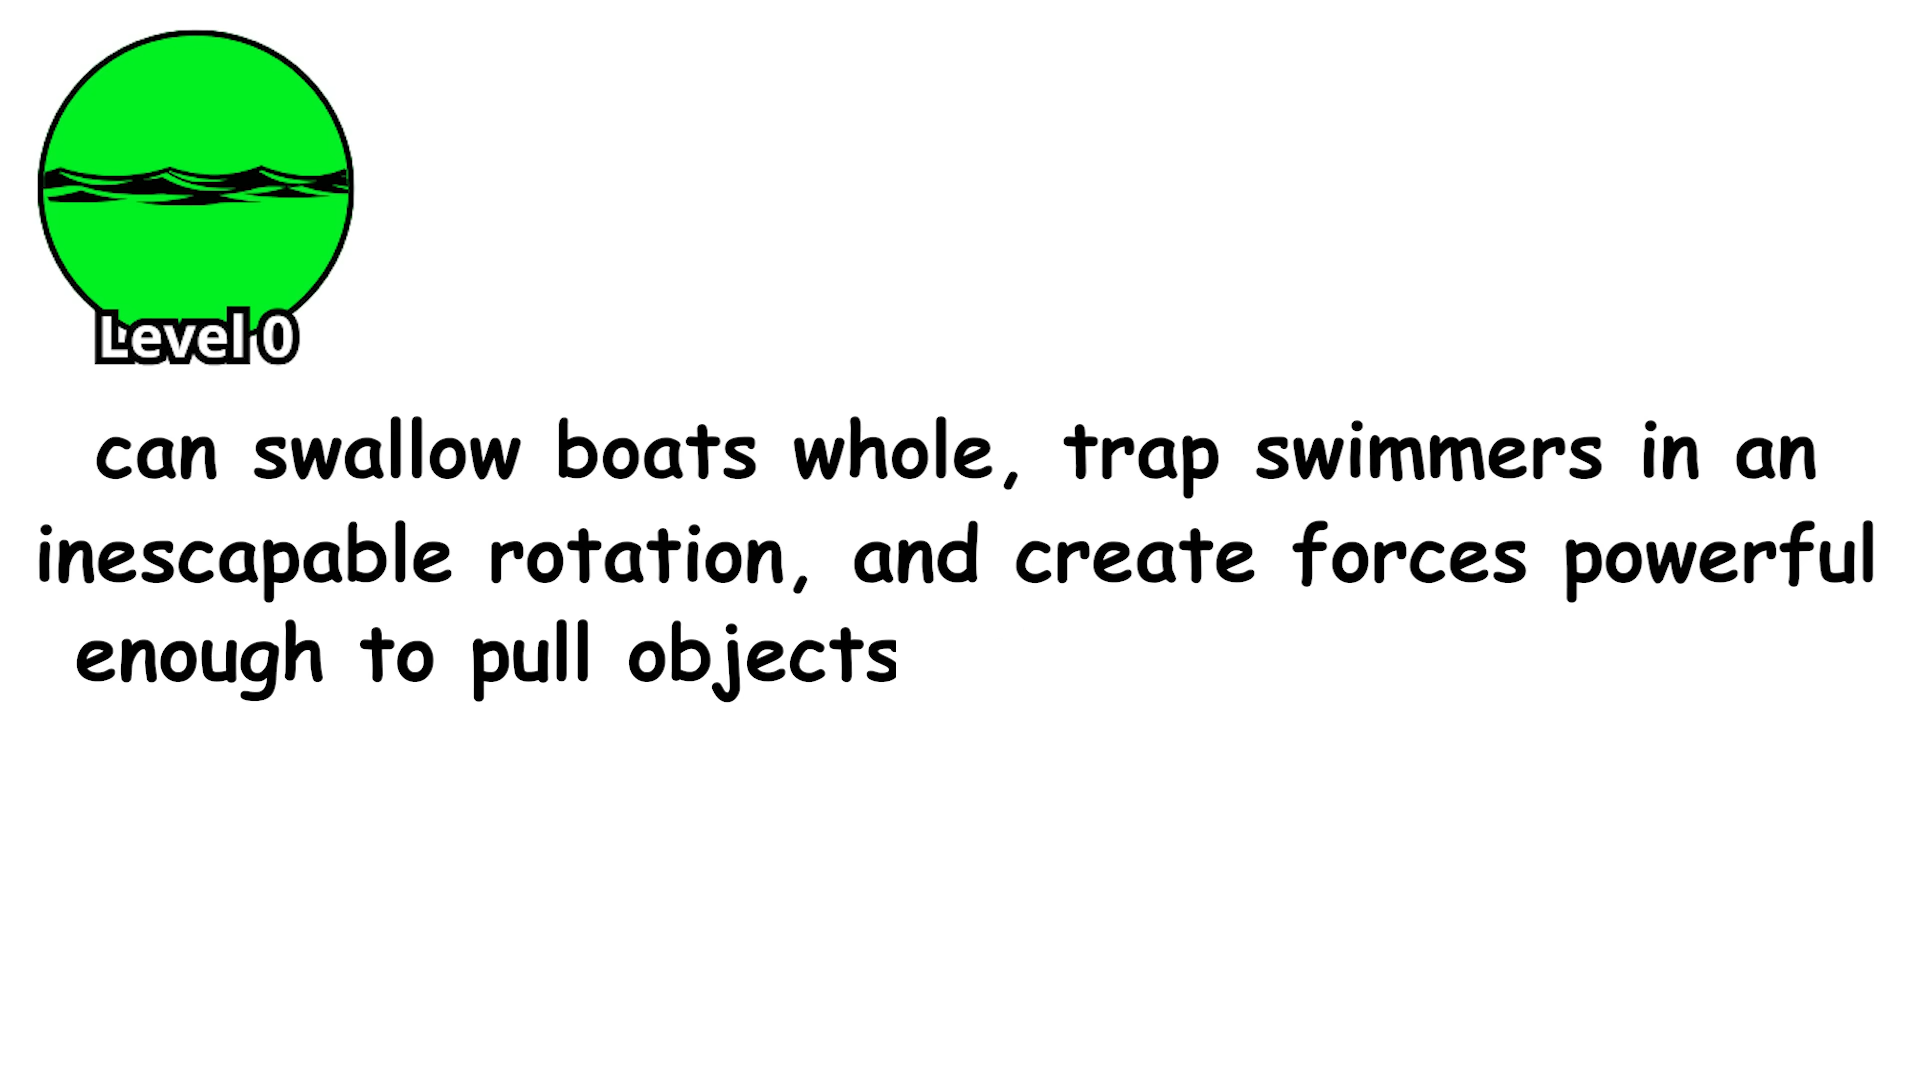 Level 0
can swallow boats whole, trap swimmers in an
inescapable rotation, and create forces powerful
enough to pull objects